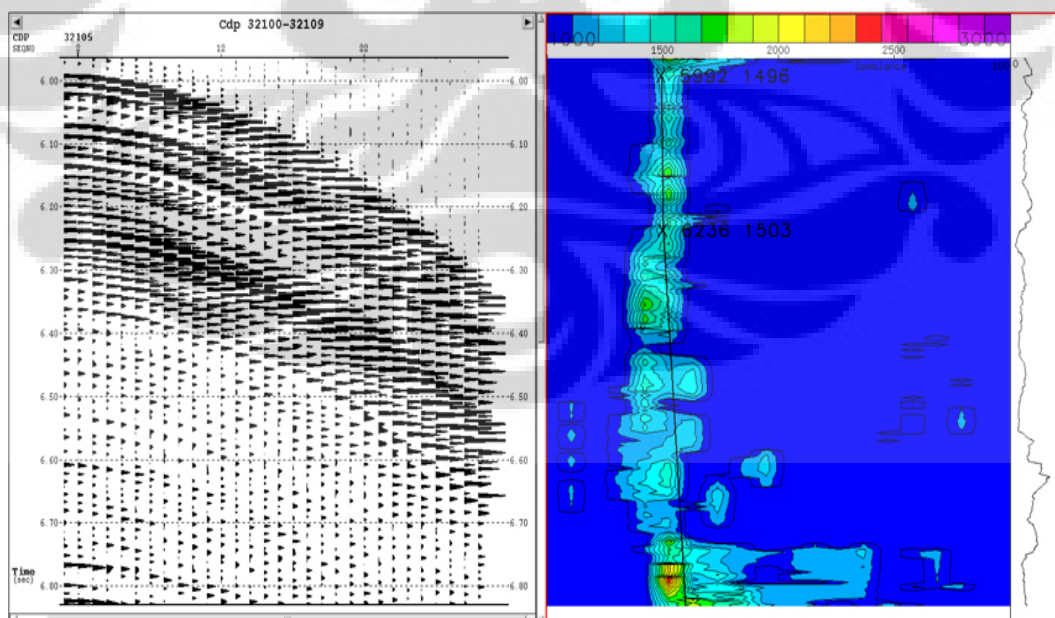 Cdp 32100-32109
CDP 32105
SEQNO 2 12 22
6.00 6.00
6.10 6.10
6.20 6.20
6.30 6.30
6.40 6.40
6.50 6.50
6.60 6.60
6.70 6.70
Time
(sec)
6.80 6.80
1000 3000
1500 2000 2500
Semblance
X 5992 1496
X 6236 1503